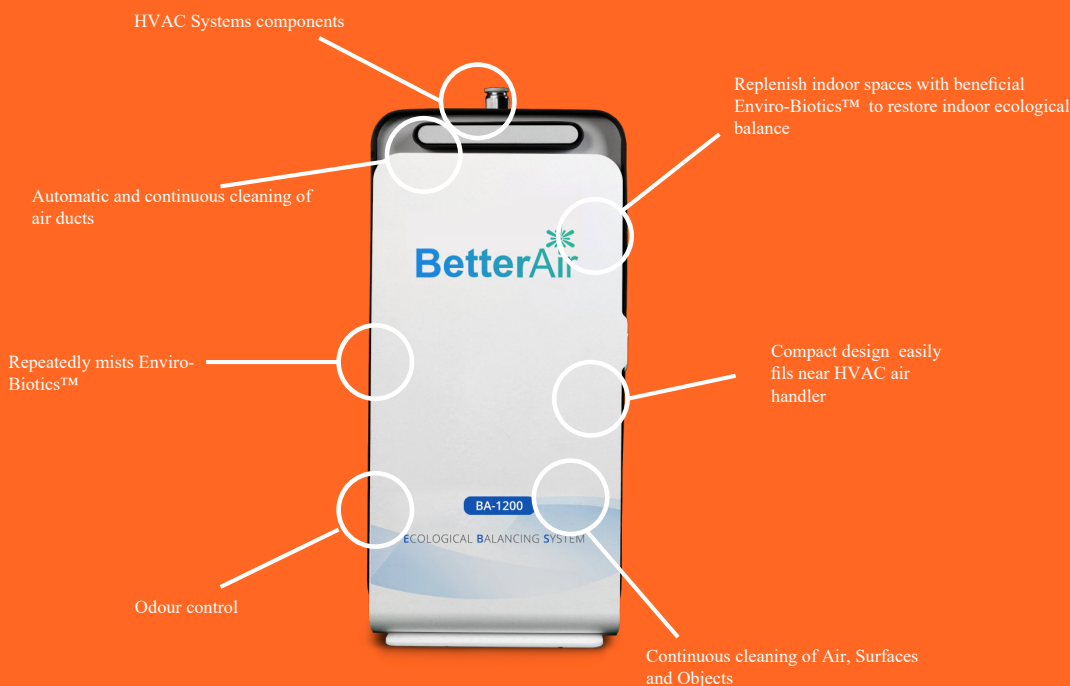 HVAC Systems components
Replenish indoor spaces with beneficial
Enviro-Biotics™ to restore indoor ecological
balance
Automatic and continuous cleaning of
air ducts
BetterAir
Repeatedly mists Enviro-
Biotics™
Compact design easily
fils near HVAC air
handler
BA-1200
ECOLOGICAL BALANCING SYSTEM
Odour control
Continuous cleaning of Air, Surfaces
and Objects